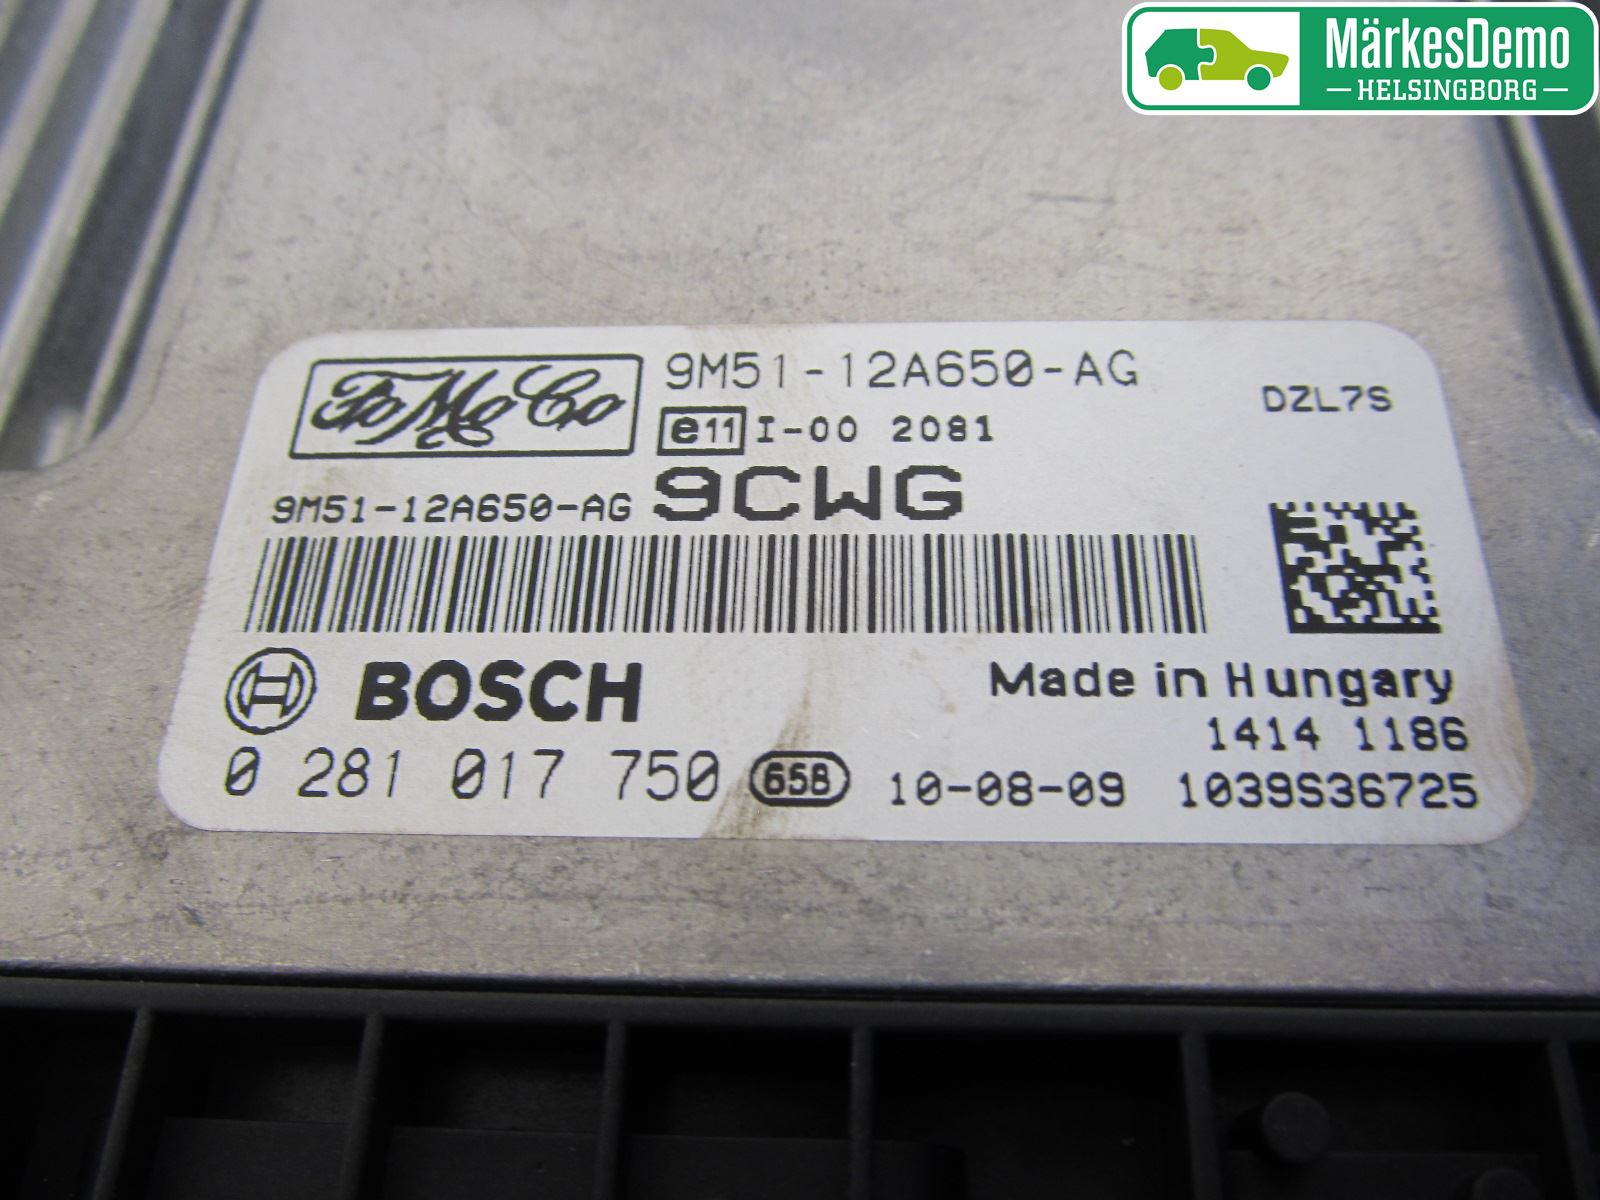 MärkesDemo
HELSINGBORG
FoMoCo
9M51-12A650-AG
DZL7S
e11 I-00 2081
9M51-12A650-AG 9CWG
BOSCH
Made in Hungary
1414 1186
0 281 017 750 65B 10-08-09 1039S36725